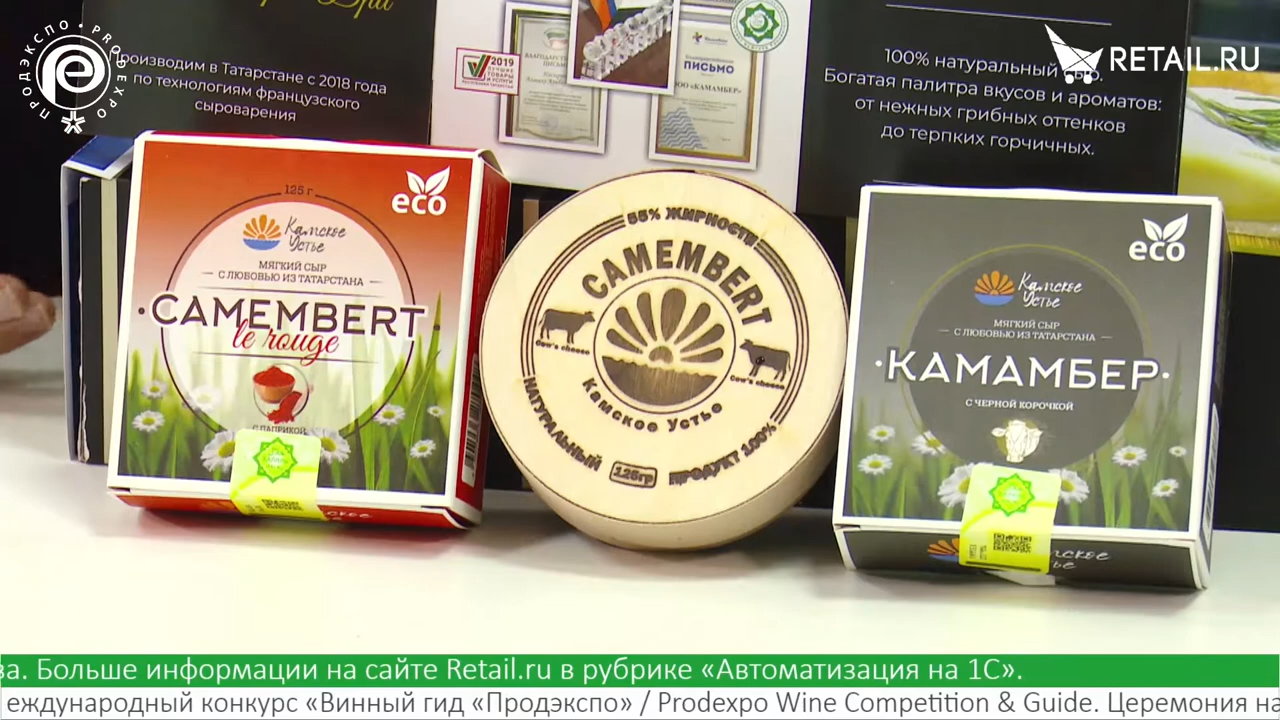 ПРОДЭКСПО • PRODEXPO
RETAIL.RU
Производим в Татарстане с 2018 года
по технологиям французского
сыроварения
2019
ПИСЬМО
ООО «КАМАМБЕР»
100% натуральный
Богатая палитра вкусов и ароматов:
от нежных грибных оттенков
до терпких горчичных.
125 г
eco
Камское
Устье
МЯГКИЙ СЫР
С ЛЮБОВЬЮ ИЗ ТАТАРСТАНА
·CAMEMBERT·
le rouge
С ПАПРИКОЙ
55% ЖИРНОСТИ
CAMEMBERT
Cow's cheese
Cow's cheese
Камское Устье
НАТУРАЛЬНЫЙ
125гр
ПРОДУКТ 100%
eco
Камское
Устье
МЯГКИЙ СЫР
С ЛЮБОВЬЮ ИЗ ТАТАРСТАНА
·КАМАМБЕР·
С ЧЕРНОЙ КОРОЧКОЙ
Камское
Устье
ва. Больше информации на сайте Retail.ru в рубрике «Автоматизация на 1С».
еждународный конкурс «Винный гид «Продэкспо» / Prodexpo Wine Competition & Guide. Церемония на